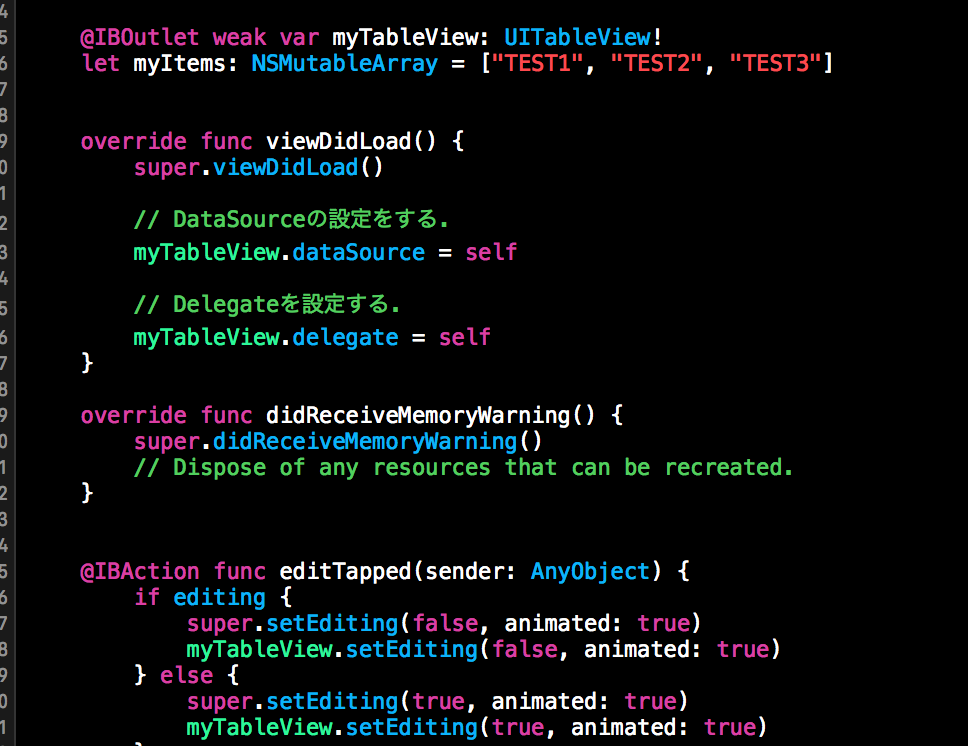 4
5 @IBOutlet weak var myTableView: UITableView!
6 let myItems: NSMutableArray = ["TEST1", "TEST2", "TEST3"]
7
8
9 override func viewDidLoad() {
0 super.viewDidLoad()
1
2 // DataSourceの設定をする.
3 myTableView.dataSource = self
4
5 // Delegateを設定する.
6 myTableView.delegate = self
7 }
8
9 override func didReceiveMemoryWarning() {
0 super.didReceiveMemoryWarning()
1 // Dispose of any resources that can be recreated.
2 }
3
4
5 @IBAction func editTapped(sender: AnyObject) {
6 if editing {
7 super.setEditing(false, animated: true)
8 myTableView.setEditing(false, animated: true)
9 } else {
0 super.setEditing(true, animated: true)
1 myTableView.setEditing(true, animated: true)